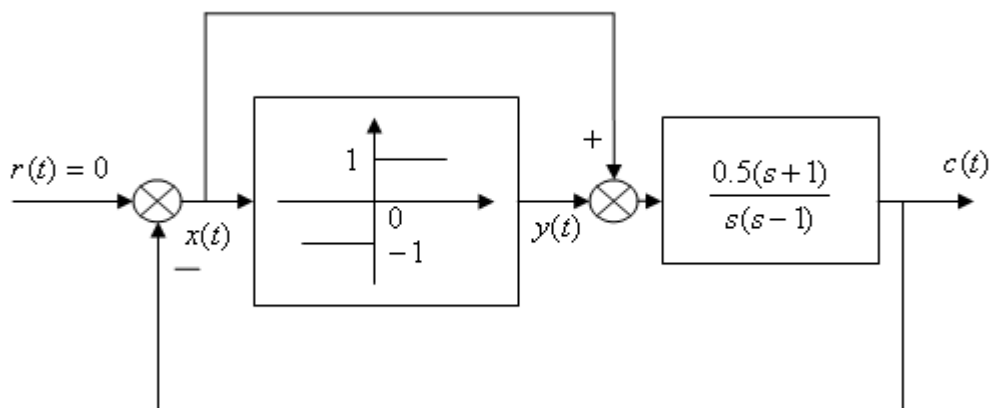 r(t) = 0
x(t)
1
0
−1
y(t)
+
0.5(s+1)
s(s−1)
c(t)
—